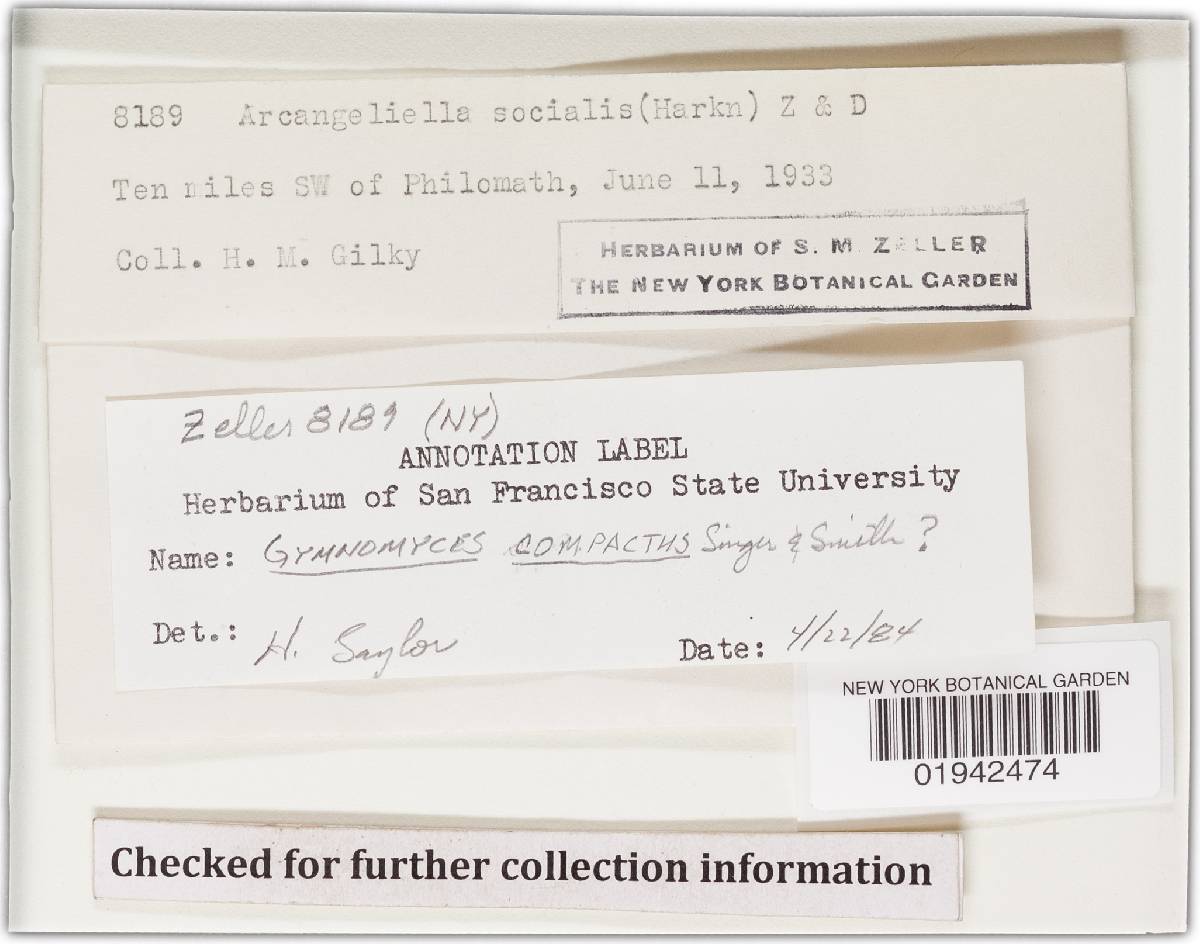 8189 Arcangeliella socialis(Harkn) Z & D
Ten miles SW of Philomath, June 11, 1933
Coll. H. M. Gilky
HERBARIUM OF S. M. ZELLER
THE NEW YORK BOTANICAL GARDEN
Zeller 8189 (NY)
ANNOTATION LABEL
Herbarium of San Francisco State University
Name: GYMNOMYCES COMPACTUS Singer & Smith ?
Det.: H. Saylor
Date: 4/22/84
NEW YORK BOTANICAL GARDEN
01942474
Checked for further collection information